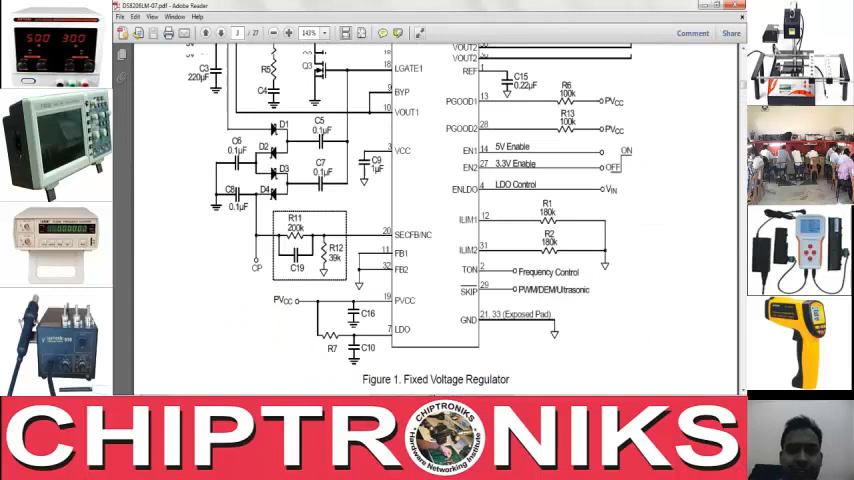 DS8206LM-07.pdf - Adobe Reader
File Edit View Window Help
3 / 27
143%
Comment
Share
500 300
Q3
R5
C3
220µF
C4
18
LGATE1
9
BYP
10
VOUT1
D1
C5
0.1µF
D2
C6
0.1µF
D3
C7
0.1µF
C8
0.1µF
D4
3
VCC
C9
1µF
R11
200k
R12
39k
C19
CP
20
SECFB/NC
11
FB1
32
FB2
PVCC
19
PVCC
C16
7
LDO
R7
C10
VOUT2
VOUT2
REF
1
C15
0.22µF
PGOOD1
13
R6
100k
PVCC
PGOOD2
28
R13
100k
PVCC
EN1
14
5V Enable
ON
EN2
27
3.3V Enable
OFF
ENLDO
4
LDO Control
VIN
ILIM1
12
R1
180k
ILIM2
31
R2
180k
TON
2
Frequency Control
SKIP
29
PWM/DEM/Ultrasonic
GND
21, 33 (Exposed Pad)
Figure 1. Fixed Voltage Regulator
CHIPTRONIKS
CHIPTRONIKS
Hardware Networking Institute